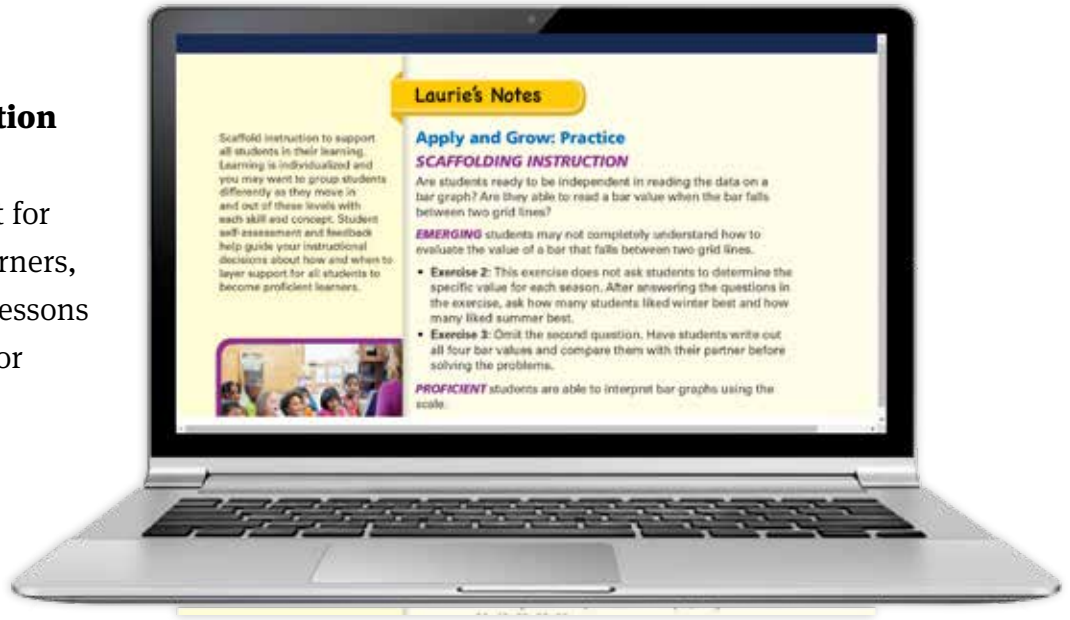 tion
t for
rners,
lessons
or
Laurie's Notes
Scaffold instruction to support
all students in their learning.
Learning is individualized and
you may want to group students
differently as they move in
and out of these levels with
each skill and concept. Student
self-assessment and feedback
help guide your instructional
decisions about how and when to
layer support for all students to
become proficient learners.
Apply and Grow: Practice
SCAFFOLDING INSTRUCTION
Are students ready to be independent in reading the data on a
bar graph? Are they able to read a bar value when the bar falls
between two grid lines?
EMERGING students may not completely understand how to
evaluate the value of a bar that falls between two grid lines.
• Exercise 2: This exercise does not ask students to determine the
specific value for each season. After answering the questions in
the exercise, ask how many students liked winter best and how
many liked summer best.
• Exercise 3: Omit the second question. Have students write out
all four bar values and compare them with their partner before
solving the problems.
PROFICIENT students are able to interpret bar graphs using the
scale.